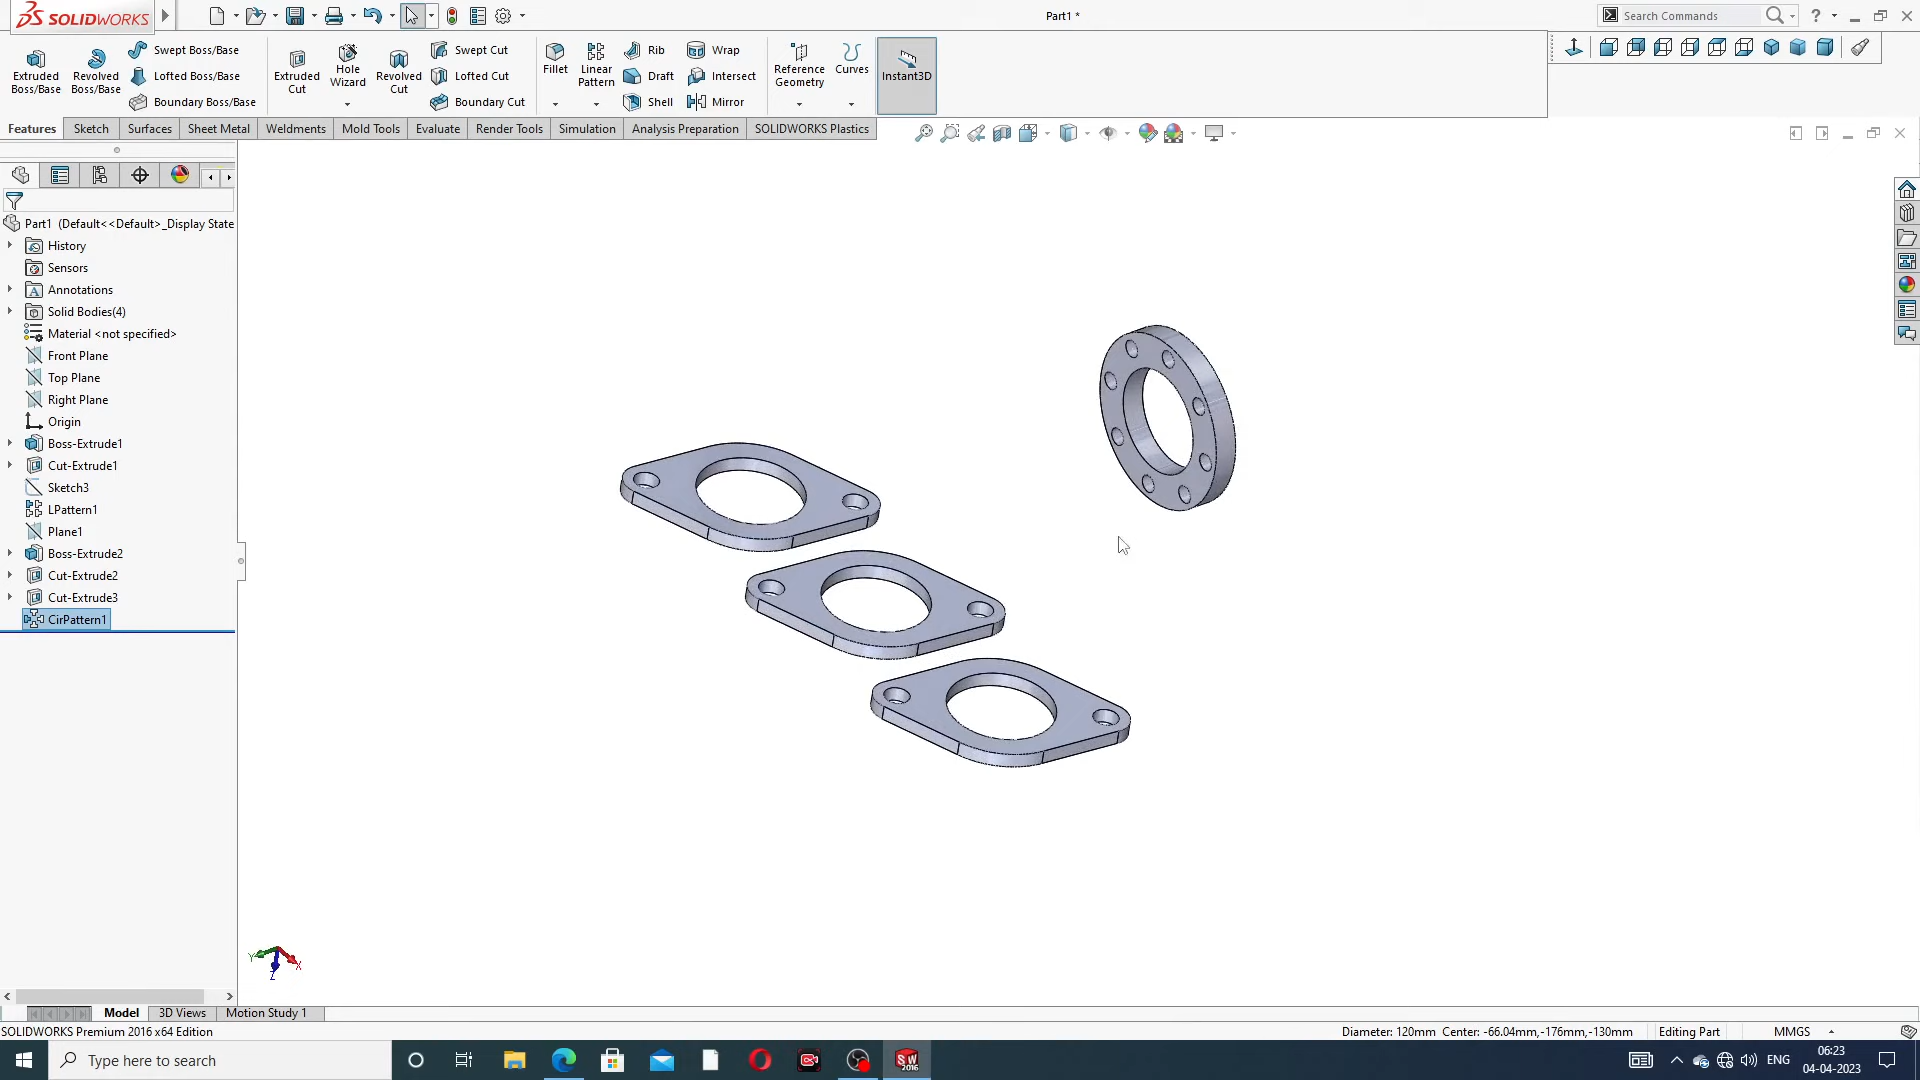 SOLIDWORKS
Part1 *
Search Commands
Extruded Boss/Base
Revolved Boss/Base
Swept Boss/Base
Lofted Boss/Base
Boundary Boss/Base
Extruded Cut
Hole Wizard
Revolved Cut
Swept Cut
Lofted Cut
Boundary Cut
Fillet
Linear Pattern
Rib
Draft
Shell
Wrap
Intersect
Mirror
Reference Geometry
Curves
Instant3D
Features
Sketch
Surfaces
Sheet Metal
Weldments
Mold Tools
Evaluate
Render Tools
Simulation
Analysis Preparation
SOLIDWORKS Plastics
Part1 (Default<<Default>_Display State
History
Sensors
Annotations
Solid Bodies(4)
Material <not specified>
Front Plane
Top Plane
Right Plane
Origin
Boss-Extrude1
Cut-Extrude1
Sketch3
LPattern1
Plane1
Boss-Extrude2
Cut-Extrude2
Cut-Extrude3
CirPattern1
Y
X
Z
Model
3D Views
Motion Study 1
SOLIDWORKS Premium 2016 x64 Edition
Diameter: 120mm Center: -66.04mm,-176mm,-130mm
Editing Part
MMGS
Type here to search
SW
2016
ENG
06:23
04-04-2023